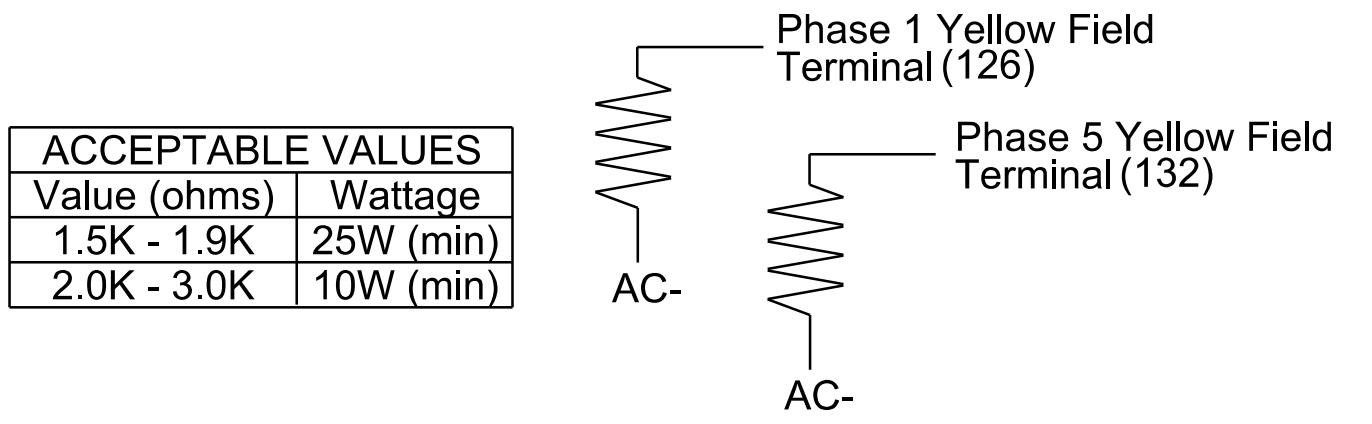 ACCEPTABLE VALUES
Value (ohms) Wattage
1.5K - 1.9K 25W (min)
2.0K - 3.0K 10W (min)
Phase 1 Yellow Field
Terminal (126)
AC-
Phase 5 Yellow Field
Terminal (132)
AC-